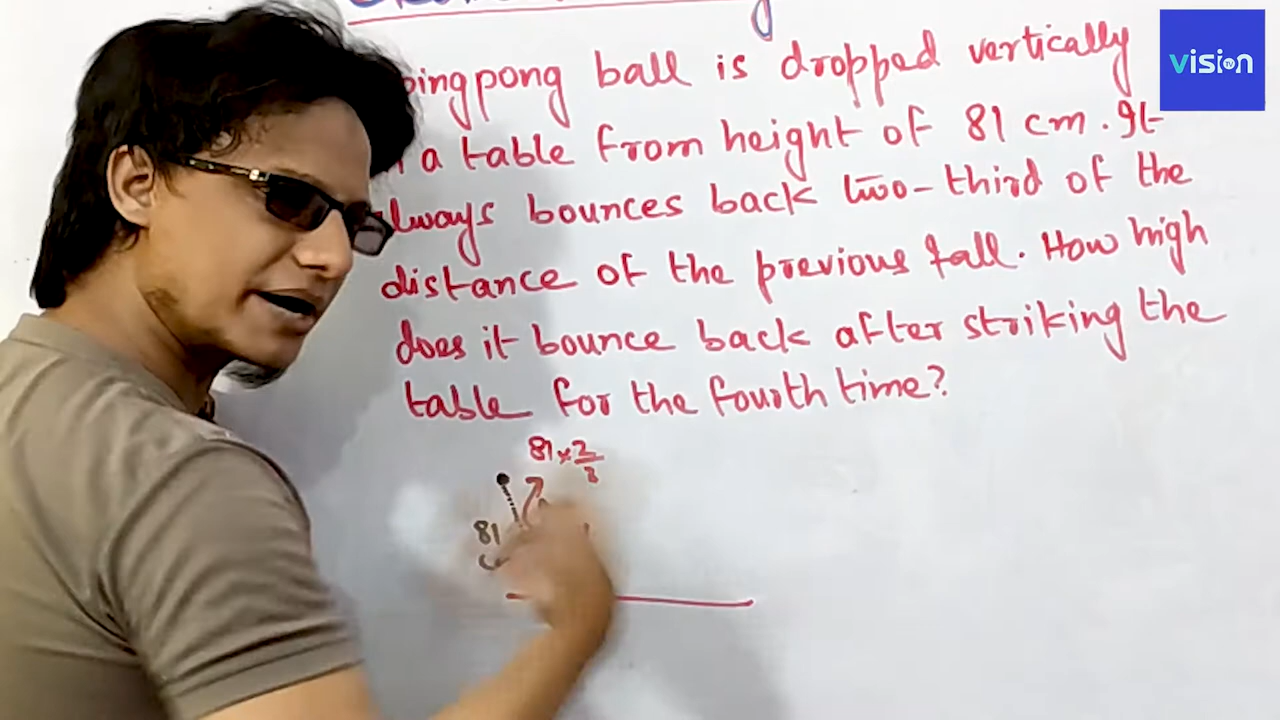 vision
pingpong ball is dropped vertically
a table from height of 81 cm. It
always bounces back two-third of the
distance of the previous fall. How high
does it bounce back after striking the
table for the fourth time?
81 × 2/3
81